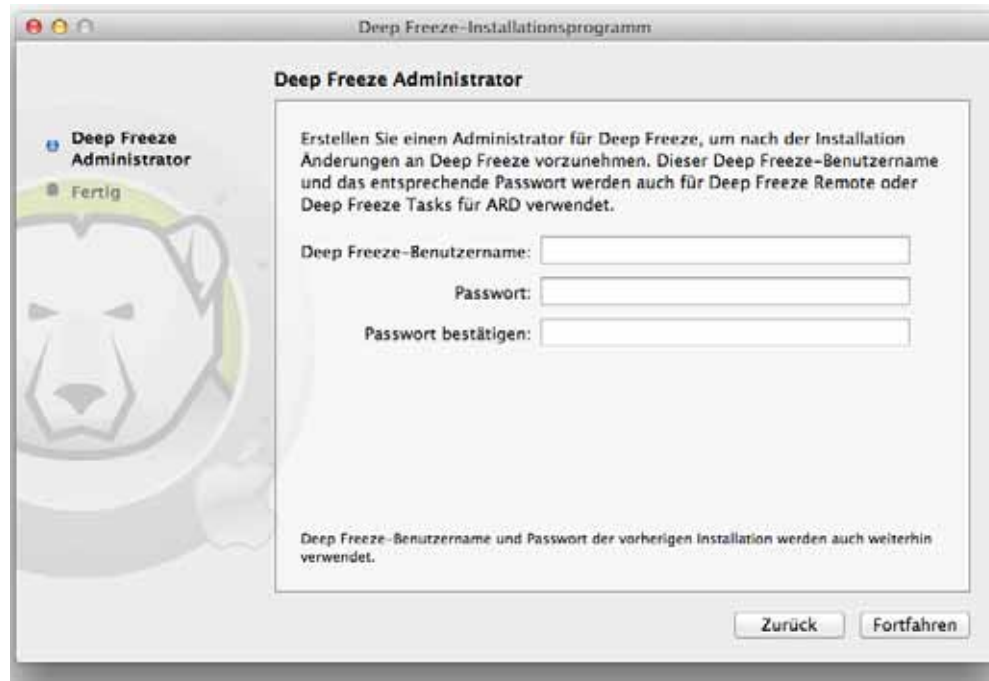 Deep Freeze-Installationsprogramm
Deep Freeze Administrator
Deep Freeze
Administrator
Fertig
Erstellen Sie einen Administrator für Deep Freeze, um nach der Installation
Änderungen an Deep Freeze vorzunehmen. Dieser Deep Freeze-Benutzername
und das entsprechende Passwort werden auch für Deep Freeze Remote oder
Deep Freeze Tasks für ARD verwendet.
Deep Freeze-Benutzername:
Passwort:
Passwort bestätigen:
Deep Freeze-Benutzername und Passwort der vorherigen Installation werden auch weiterhin
verwendet.
Zurück
Fortfahren